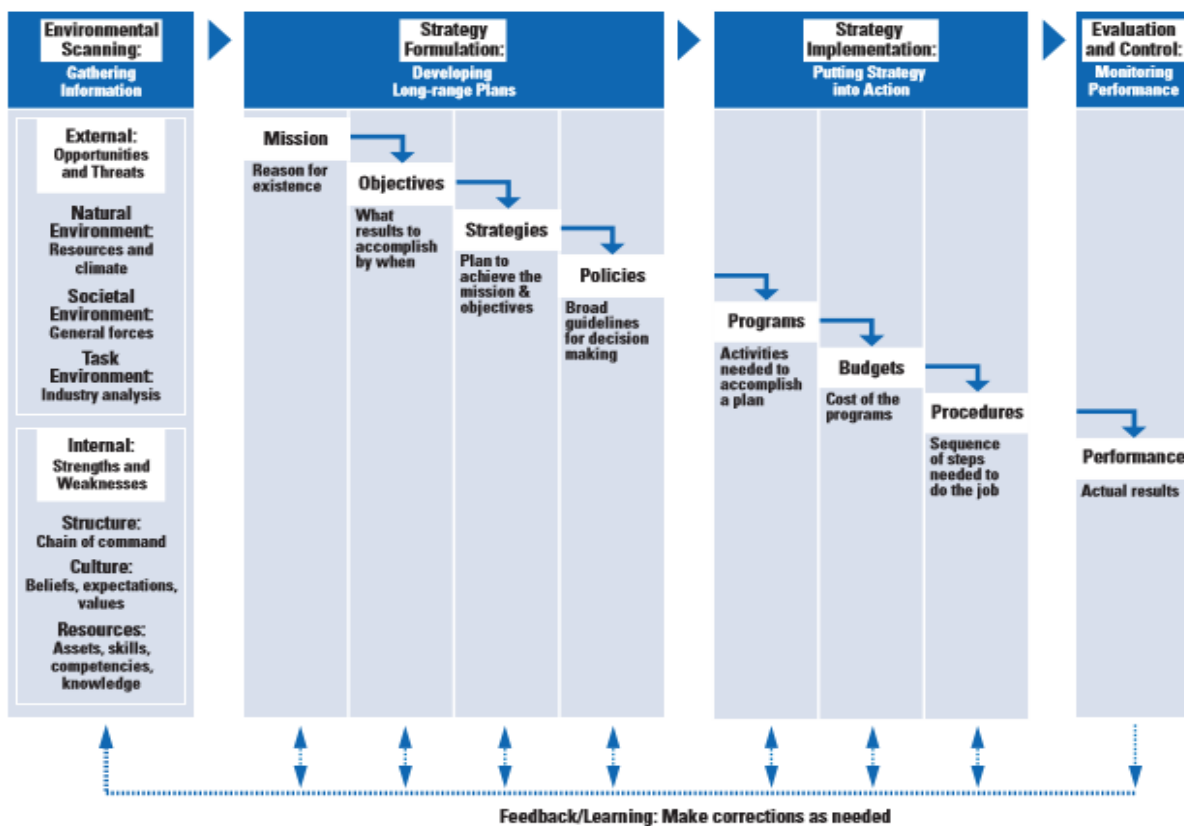 Environmental
Scanning:
Gathering
Information
Strategy
Formulation:
Developing
Long-range Plans
Strategy
Implementation:
Putting Strategy
into Action
Evaluation
and Control:
Monitoring
Performance
External:
Opportunities
and Threats
Natural
Environment:
Resources and
climate
Societal
Environment:
General forces
Task
Environment:
Industry analysis
Internal:
Strengths and
Weaknesses
Structure:
Chain of command
Culture:
Beliefs, expectations,
values
Resources:
Assets, skills,
competencies,
knowledge
Mission
Reason for
existence
Objectives
What
results to
accomplish
by when
Strategies
Plan to
achieve the
mission &
objectives
Policies
Broad
guidelines
for decision
making
Programs
Activities
needed to
accomplish
a plan
Budgets
Cost of the
programs
Procedures
Sequence
of steps
needed to
do the job
Performance
Actual results
Feedback/Learning: Make corrections as needed